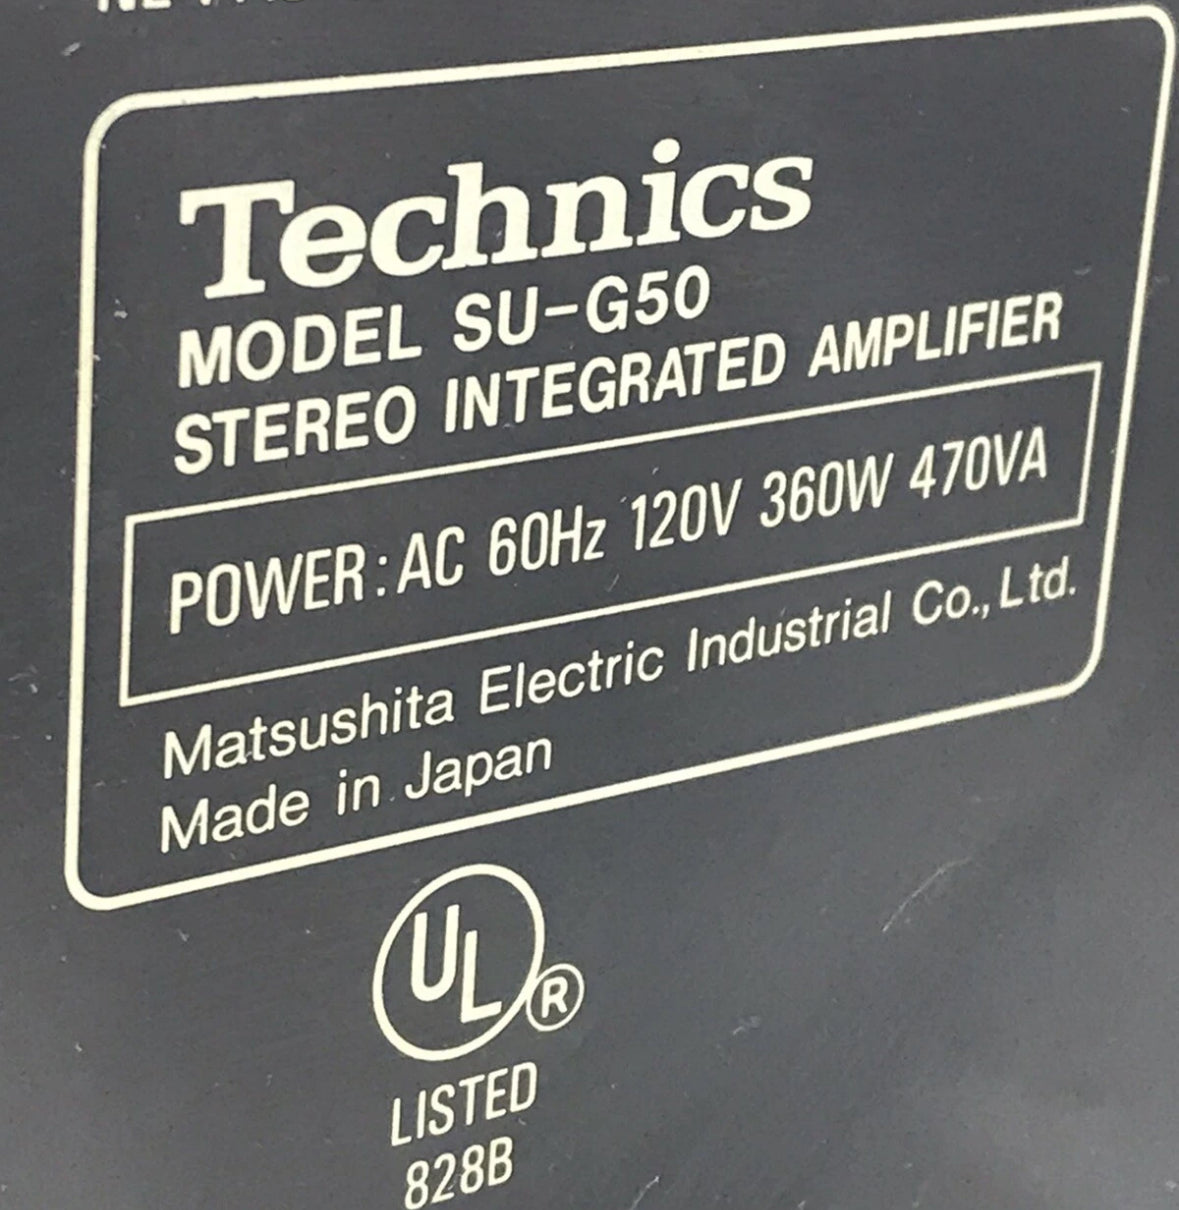 Technics
MODEL SU-G50
STEREO INTEGRATED AMPLIFIER
POWER: AC 60Hz 120V 360W 470VA
Matsushita Electric Industrial Co., Ltd.
Made in Japan
UL®
LISTED
828B